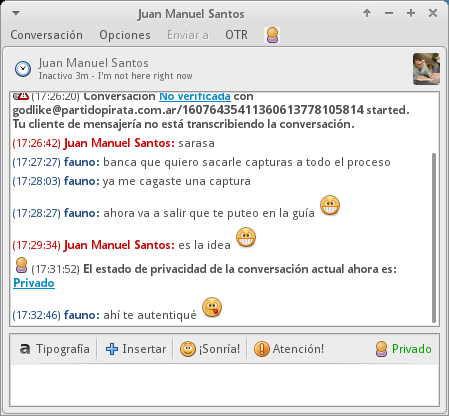 Juan Manuel Santos
Conversación Opciones Enviar a OTR
Juan Manuel Santos
Inactivo 3m - I'm not here right now
(17:26:20) Conversación No verificada con
godlike@partidopirata.com.ar/16076435411360613778105814 started.
Tu cliente de mensajería no está transcribiendo la conversación.
(17:26:42) Juan Manuel Santos: sarasa
(17:27:27) fauno: banca que quiero sacarle capturas a todo el proceso
(17:28:03) fauno: ya me cagaste una captura
(17:28:27) fauno: ahora va a salir que te puteo en la guía
(17:29:34) Juan Manuel Santos: es la idea
(17:31:52) El estado de privacidad de la conversación actual ahora es:
Privado
(17:32:46) fauno: ahí te autentiqué
a Tipografía Insertar ¡Sonría! ¡Atención! Privado